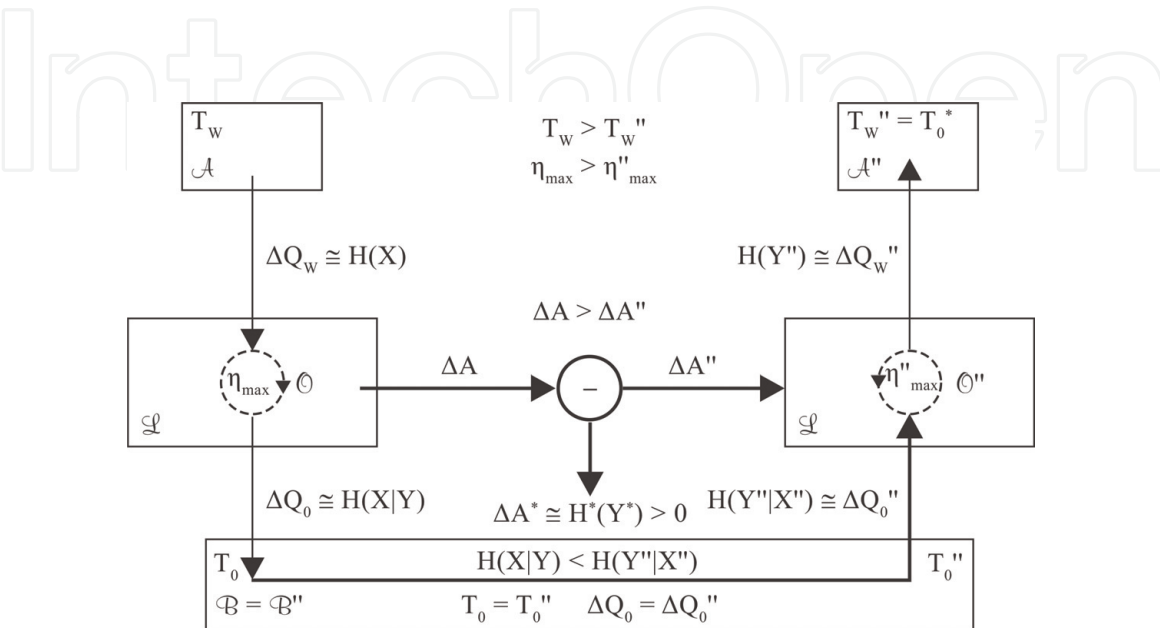 IntechOpen
T_W
𝒜
T_W > T_W"
η_max > η"_max
T_W" = T_0*
𝒜"
ΔQ_W ≅ H(X)
H(Y") ≅ ΔQ_W"
ΔA > ΔA"
η_max 𝒪
ℒ
ΔA
−
ΔA"
η"_max 𝒪"
ℒ
ΔQ_0 ≅ H(X|Y)
ΔA* ≅ H*(Y*) > 0
H(Y"|X") ≅ ΔQ_0"
T_0
H(X|Y) < H(Y"|X")
T_0"
ℬ = ℬ"
T_0 = T_0" ΔQ_0 = ΔQ_0"